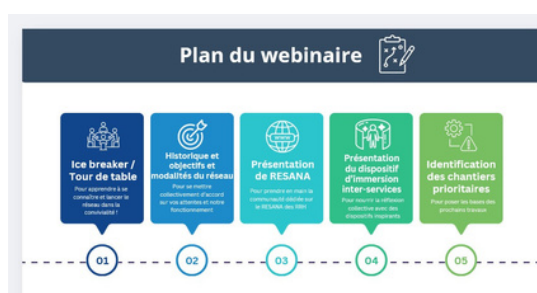 Plan du webinaire
Ice breaker /
Tour de table
Pour apprendre à se
connaître et lancer le
réseau dans la
convivialité !
Historique et
objectifs et
modalités du réseau
Pour se mettre
collectivement d'accord
sur vos attentes et notre
fonctionnement
WWW
Présentation
de RESANA
Pour prendre en main la
communauté dédiée sur
le RESANA des RRH
Présentation
du dispositif
d'immersion
inter-services
Pour nourrir la réflexion
collective avec des
dispositifs inspirants
Identification
des chantiers
prioritaires
Pour poser les bases des
prochains travaux
01
02
03
04
05